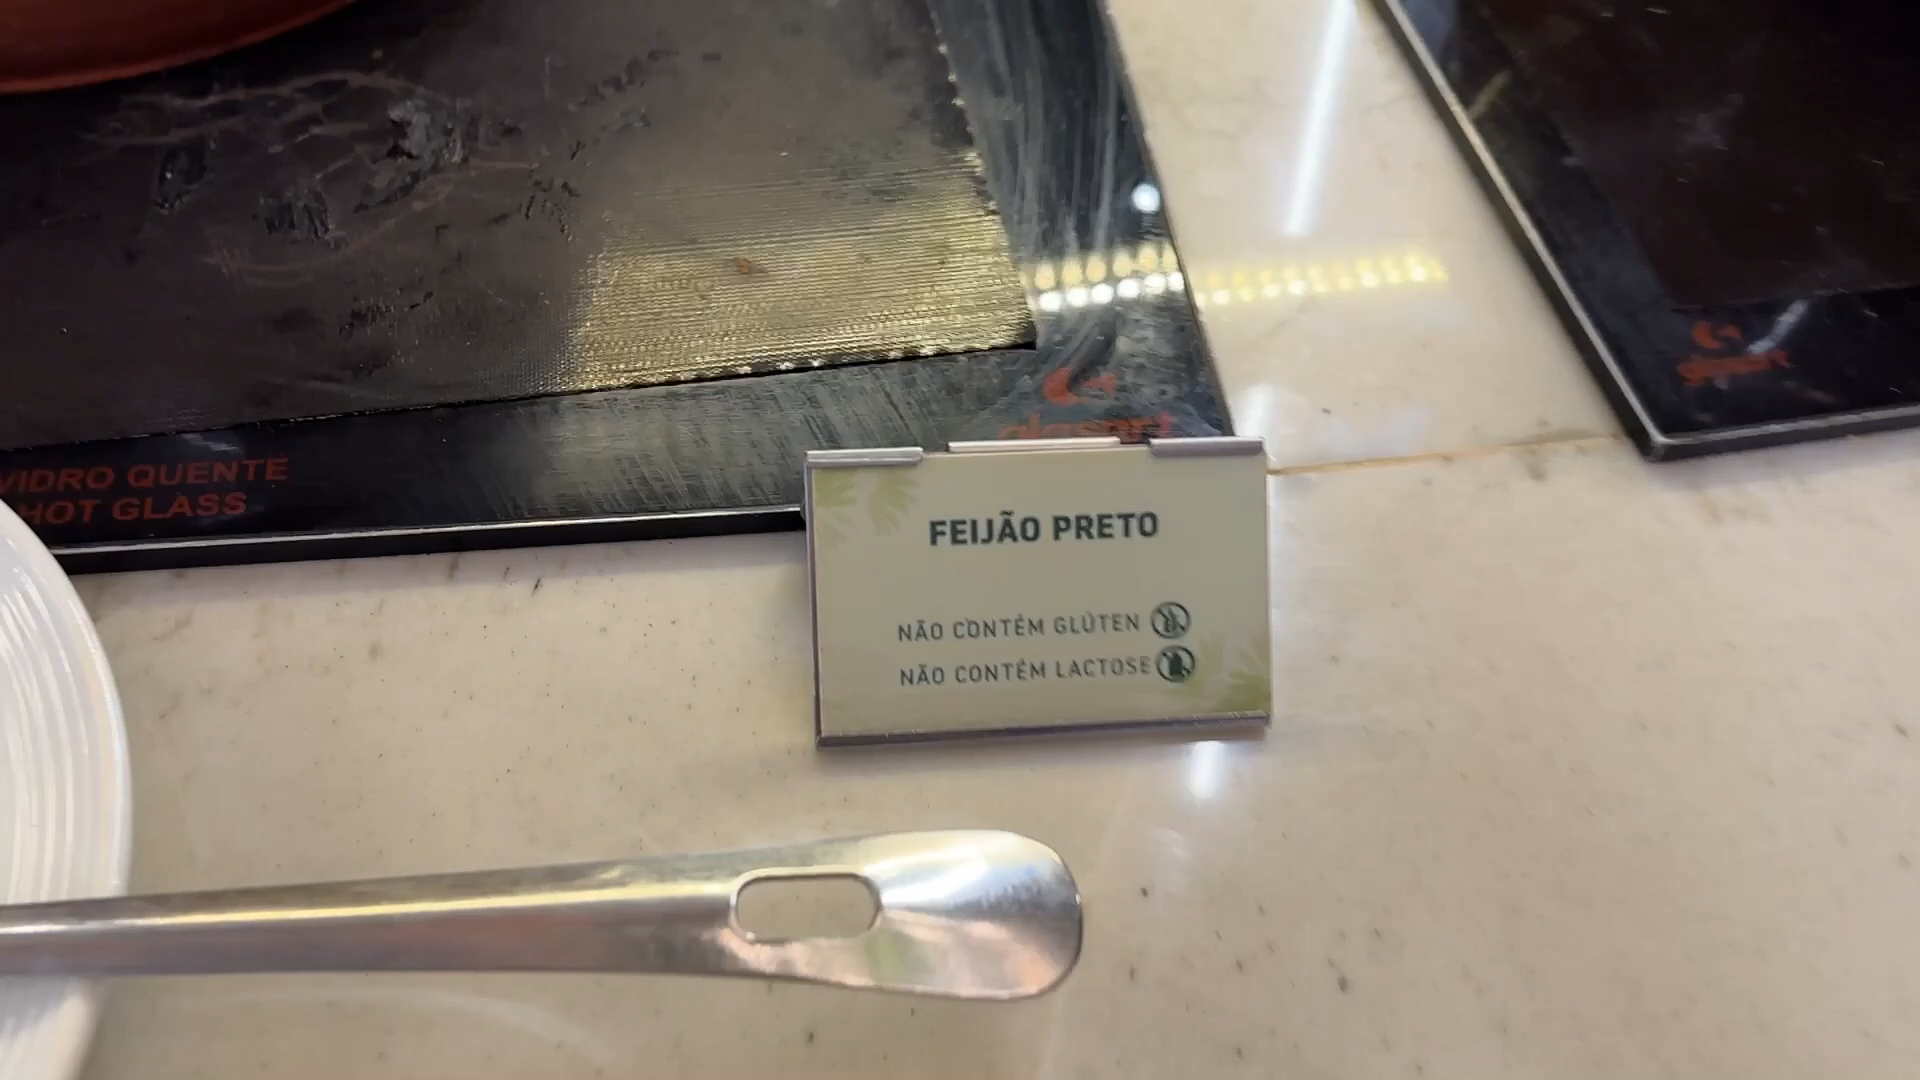 VIDRO QUENTE
HOT GLASS
FEIJÃO PRETO
NÃO CONTÉM GLÚTEN
NÃO CONTÉM LACTOSE